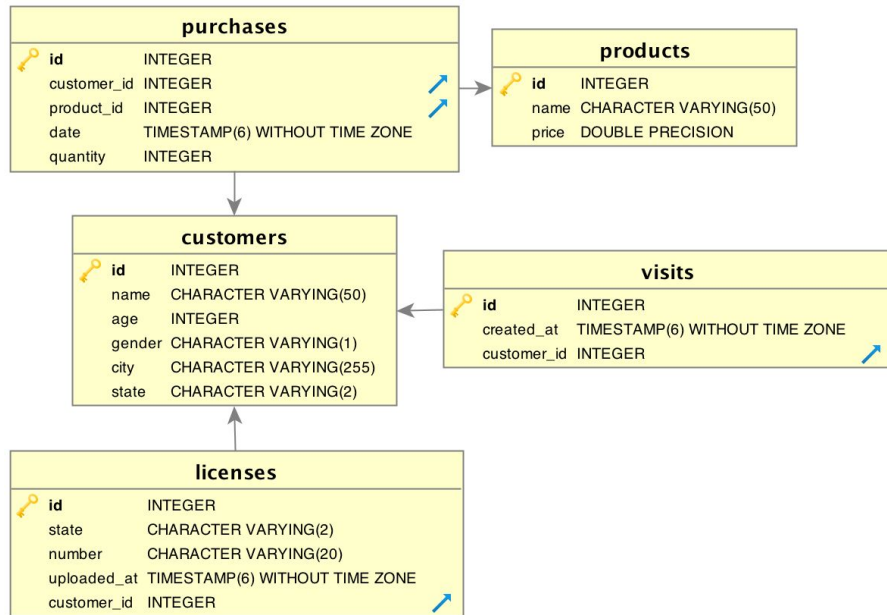 purchases
id INTEGER
customer_id INTEGER
product_id INTEGER
date TIMESTAMP(6) WITHOUT TIME ZONE
quantity INTEGER
products
id INTEGER
name CHARACTER VARYING(50)
price DOUBLE PRECISION
customers
id INTEGER
name CHARACTER VARYING(50)
age INTEGER
gender CHARACTER VARYING(1)
city CHARACTER VARYING(255)
state CHARACTER VARYING(2)
visits
id INTEGER
created_at TIMESTAMP(6) WITHOUT TIME ZONE
customer_id INTEGER
licenses
id INTEGER
state CHARACTER VARYING(2)
number CHARACTER VARYING(20)
uploaded_at TIMESTAMP(6) WITHOUT TIME ZONE
customer_id INTEGER